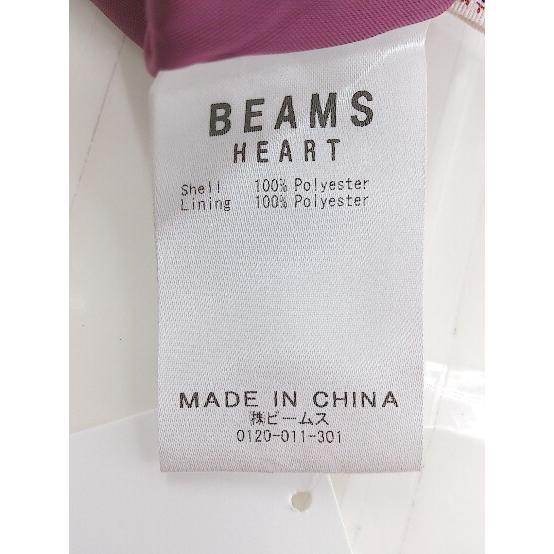 BEAMS
HEART
Shell 100% Polyester
Lining 100% Polyester
MADE IN CHINA
㈱ビームス
0120-011-301